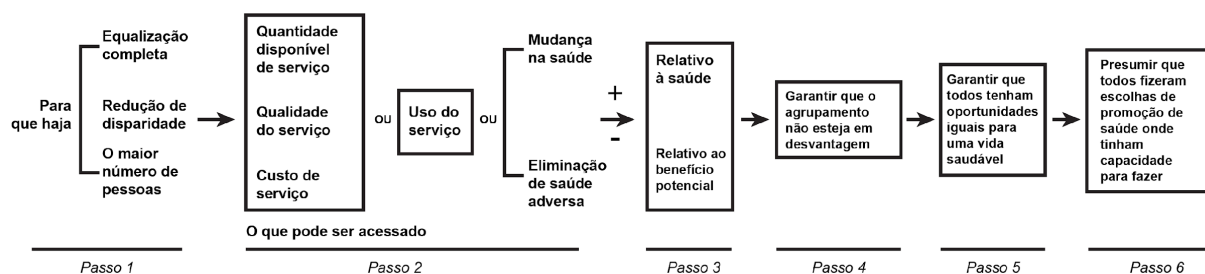 Para
que haja
Equalização
completa
Redução de
disparidade
O maior
número de
pessoas
Quantidade
disponível
de serviço
Qualidade
do serviço
Custo de
serviço
ou
Uso do
serviço
ou
Mudança
na saúde
Eliminação
de saúde
adversa
O que pode ser acessado
+
-
Relativo
à saúde
Relativo ao
benefício
potencial
Garantir que o
agrupamento
não esteja em
desvantagem
Garantir que
todos tenham
oportunidades
iguais para
uma vida
saudável
Presumir que
todos fizeram
escolhas de
promoção de
saúde onde
tinham
capacidade
para fazer
Passo 1
Passo 2
Passo 3
Passo 4
Passo 5
Passo 6